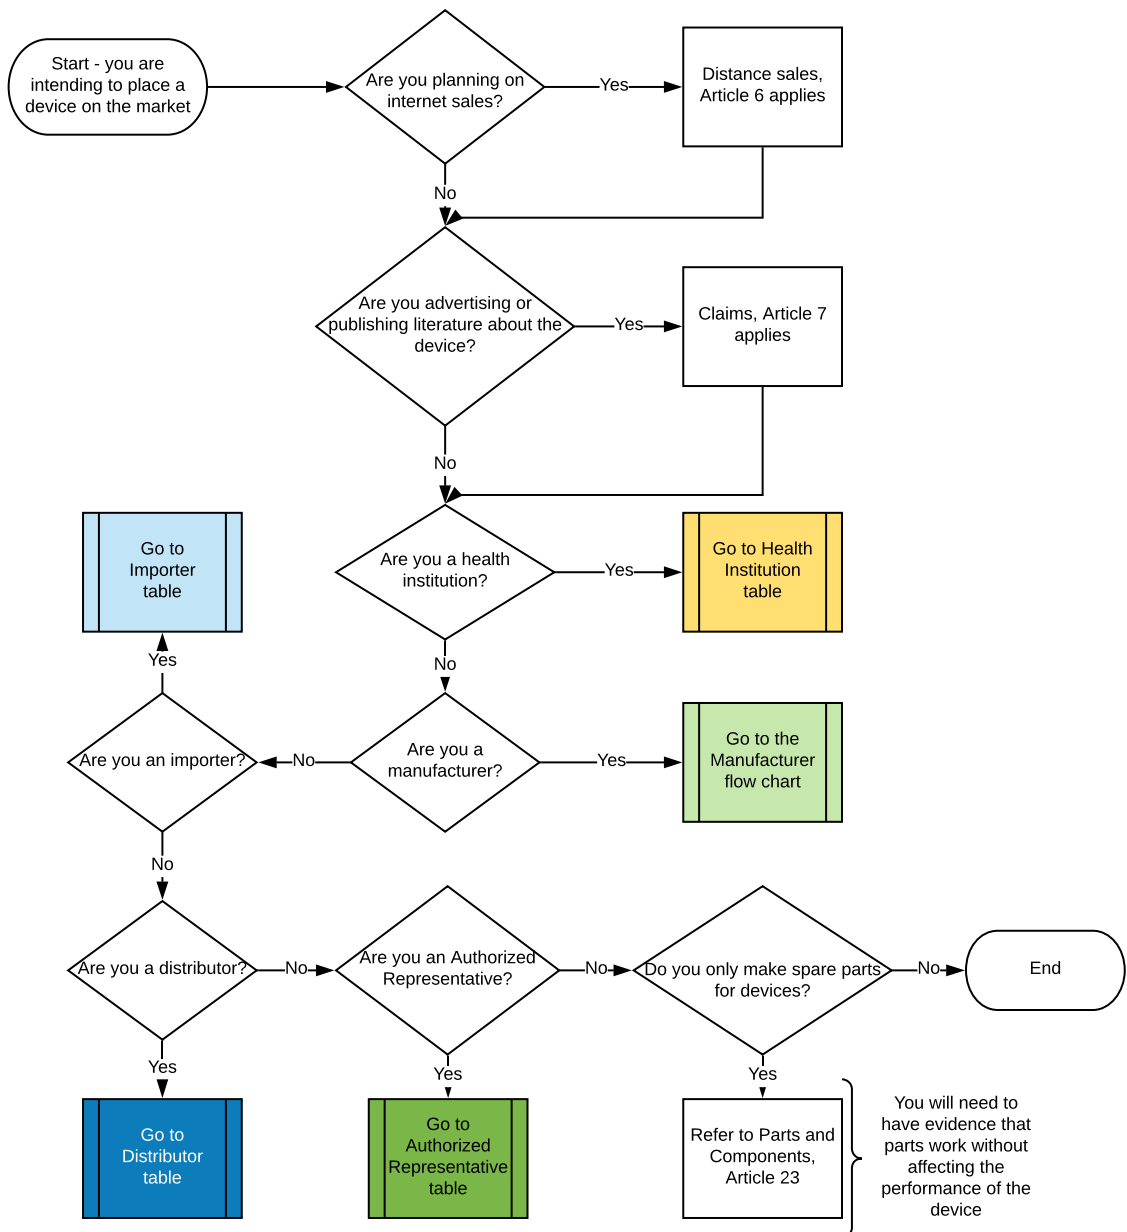 Start - you are
intending to place a
device on the market
Are you planning on
internet sales?
Yes
Distance sales,
Article 6 applies
No
Are you advertising or
publishing literature about the
device?
Yes
Claims, Article 7
applies
No
Go to
Importer
table
Are you a health
institution?
Yes
Go to Health
Institution
table
Yes
No
Are you an importer?
No
Are you a
manufacturer?
Yes
Go to the
Manufacturer
flow chart
No
Are you a distributor?
No
Are you an Authorized
Representative?
No
Do you only make spare parts
for devices?
No
End
Yes
Yes
Yes
Go to
Distributor
table
Go to
Authorized
Representative
table
Refer to Parts and
Components,
Article 23
You will need to
have evidence that
parts work without
affecting the
performance of the
device